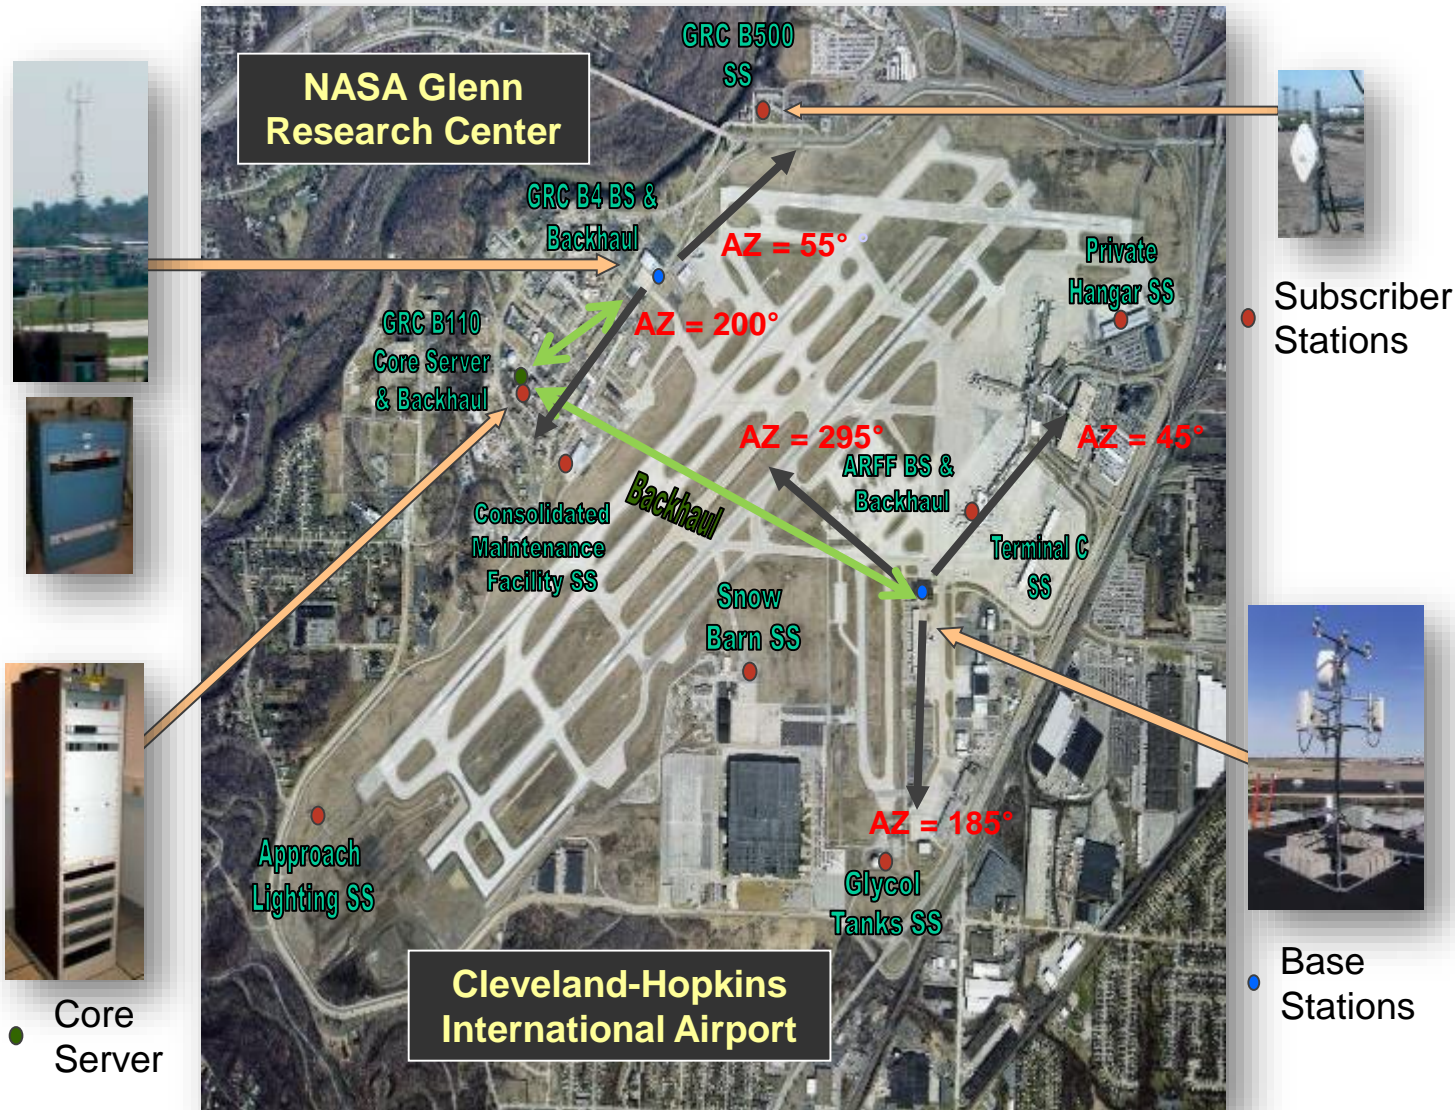 GRC B500
SS
NASA Glenn
Research Center
GRC B4 BS &
Backhaul
AZ = 55°
Private
Hangar SS
Subscriber
Stations
AZ = 200°
GRC B110
Core Server
& Backhaul
AZ = 295°
AZ = 45°
ARFF BS &
Backhaul
Backhaul
Consolidated
Maintenance
Facility SS
Terminal C
SS
Snow
Barn SS
AZ = 185°
Approach
Lighting SS
Glycol
Tanks SS
Cleveland-Hopkins
International Airport
Core
Server
Base
Stations